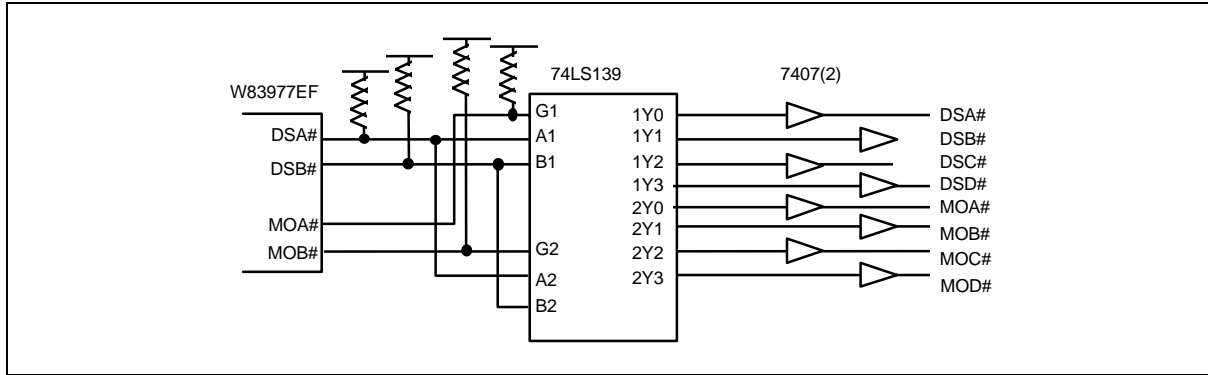 74LS139
7407(2)
W83977EF
DSA#
DSB#
MOA#
MOB#
G1
A1
B1
G2
A2
B2
1Y0
1Y1
1Y2
1Y3
2Y0
2Y1
2Y2
2Y3
DSA#
DSB#
DSC#
DSD#
MOA#
MOB#
MOC#
MOD#